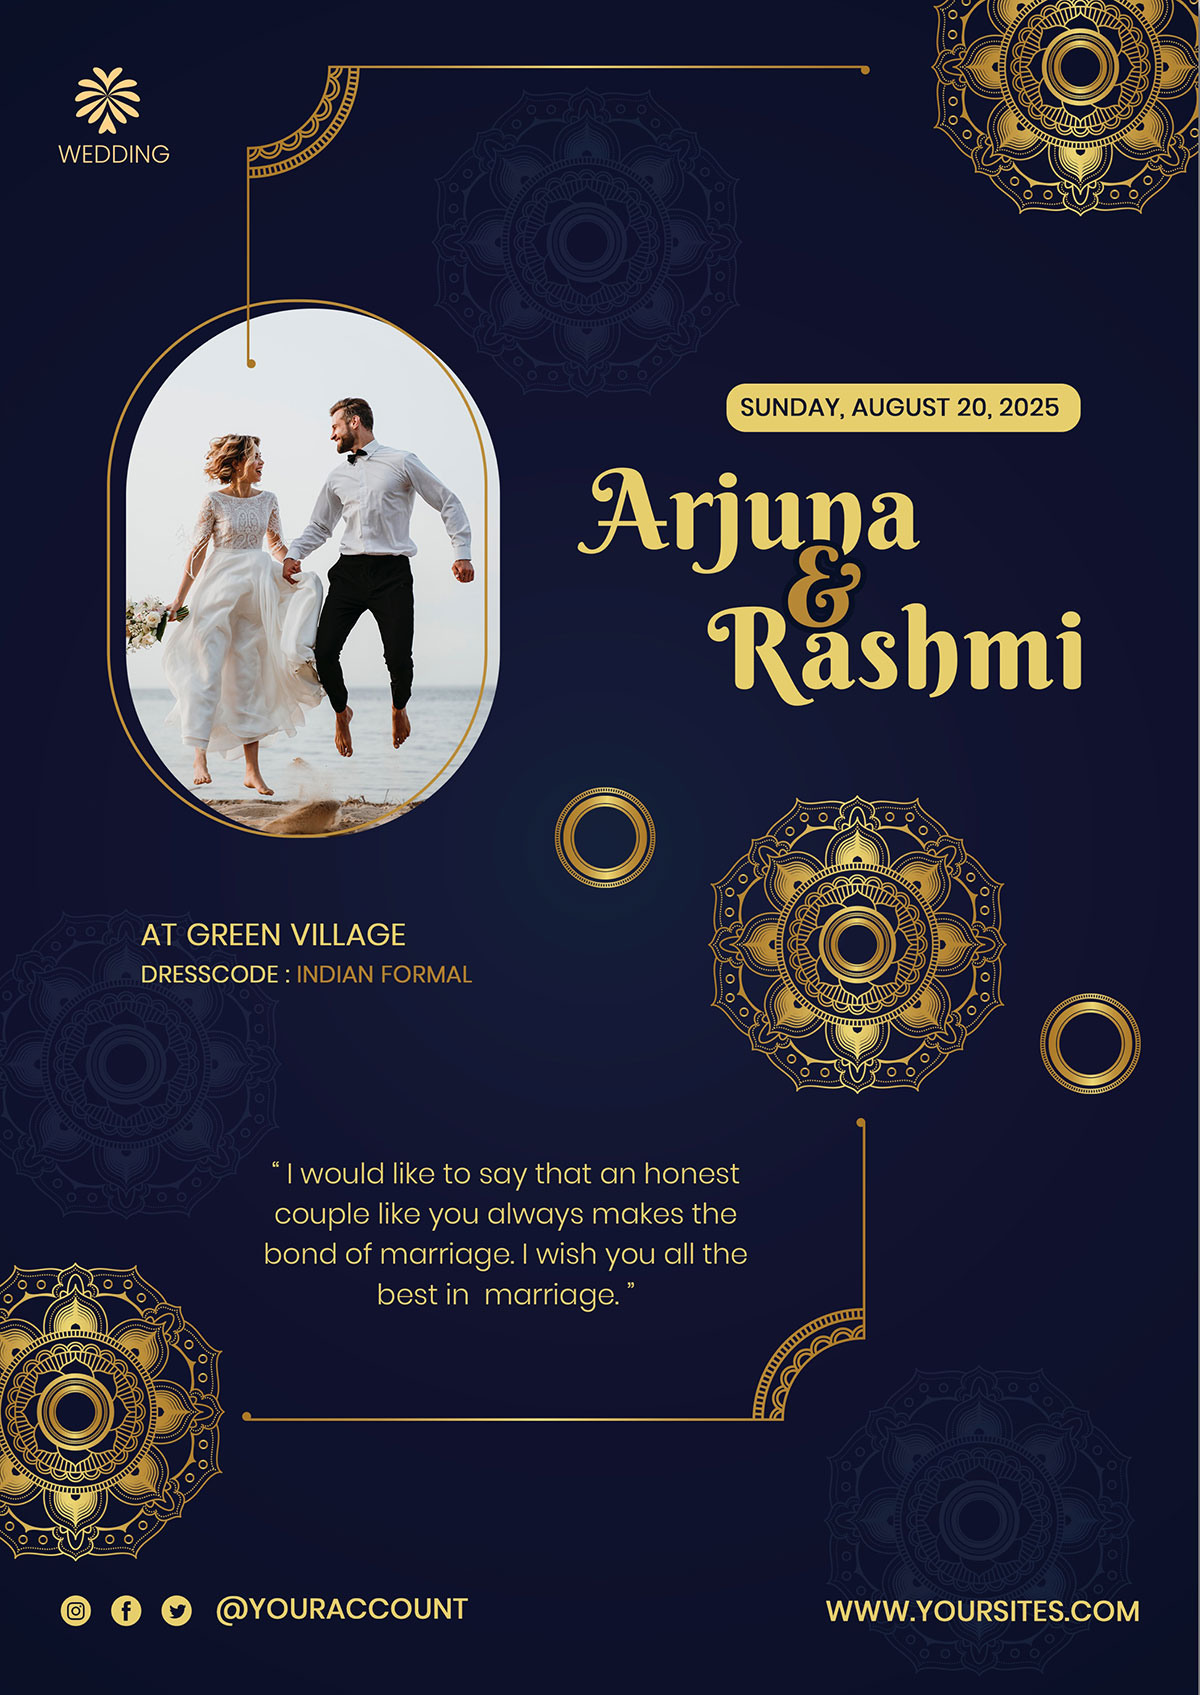 WEDDING
SUNDAY, AUGUST 20, 2025
Arjuna
&
Rashmi
AT GREEN VILLAGE
DRESSCODE : INDIAN FORMAL
“ I would like to say that an honest
couple like you always makes the
bond of marriage. I wish you all the
best in marriage. ”
@YOURACCOUNT
WWW.YOURSITES.COM